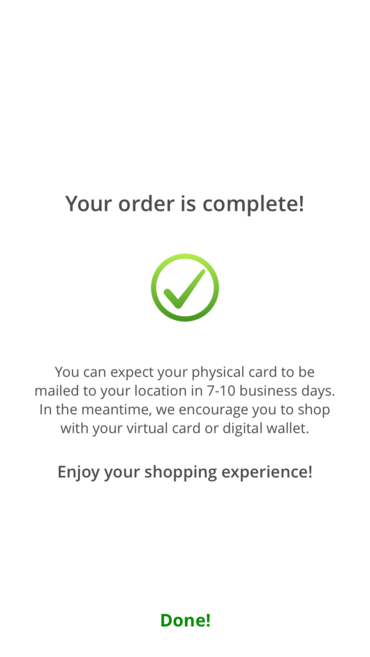 Your order is complete!
You can expect your physical card to be
mailed to your location in 7-10 business days.
In the meantime, we encourage you to shop
with your virtual card or digital wallet.
Enjoy your shopping experience!
Done!